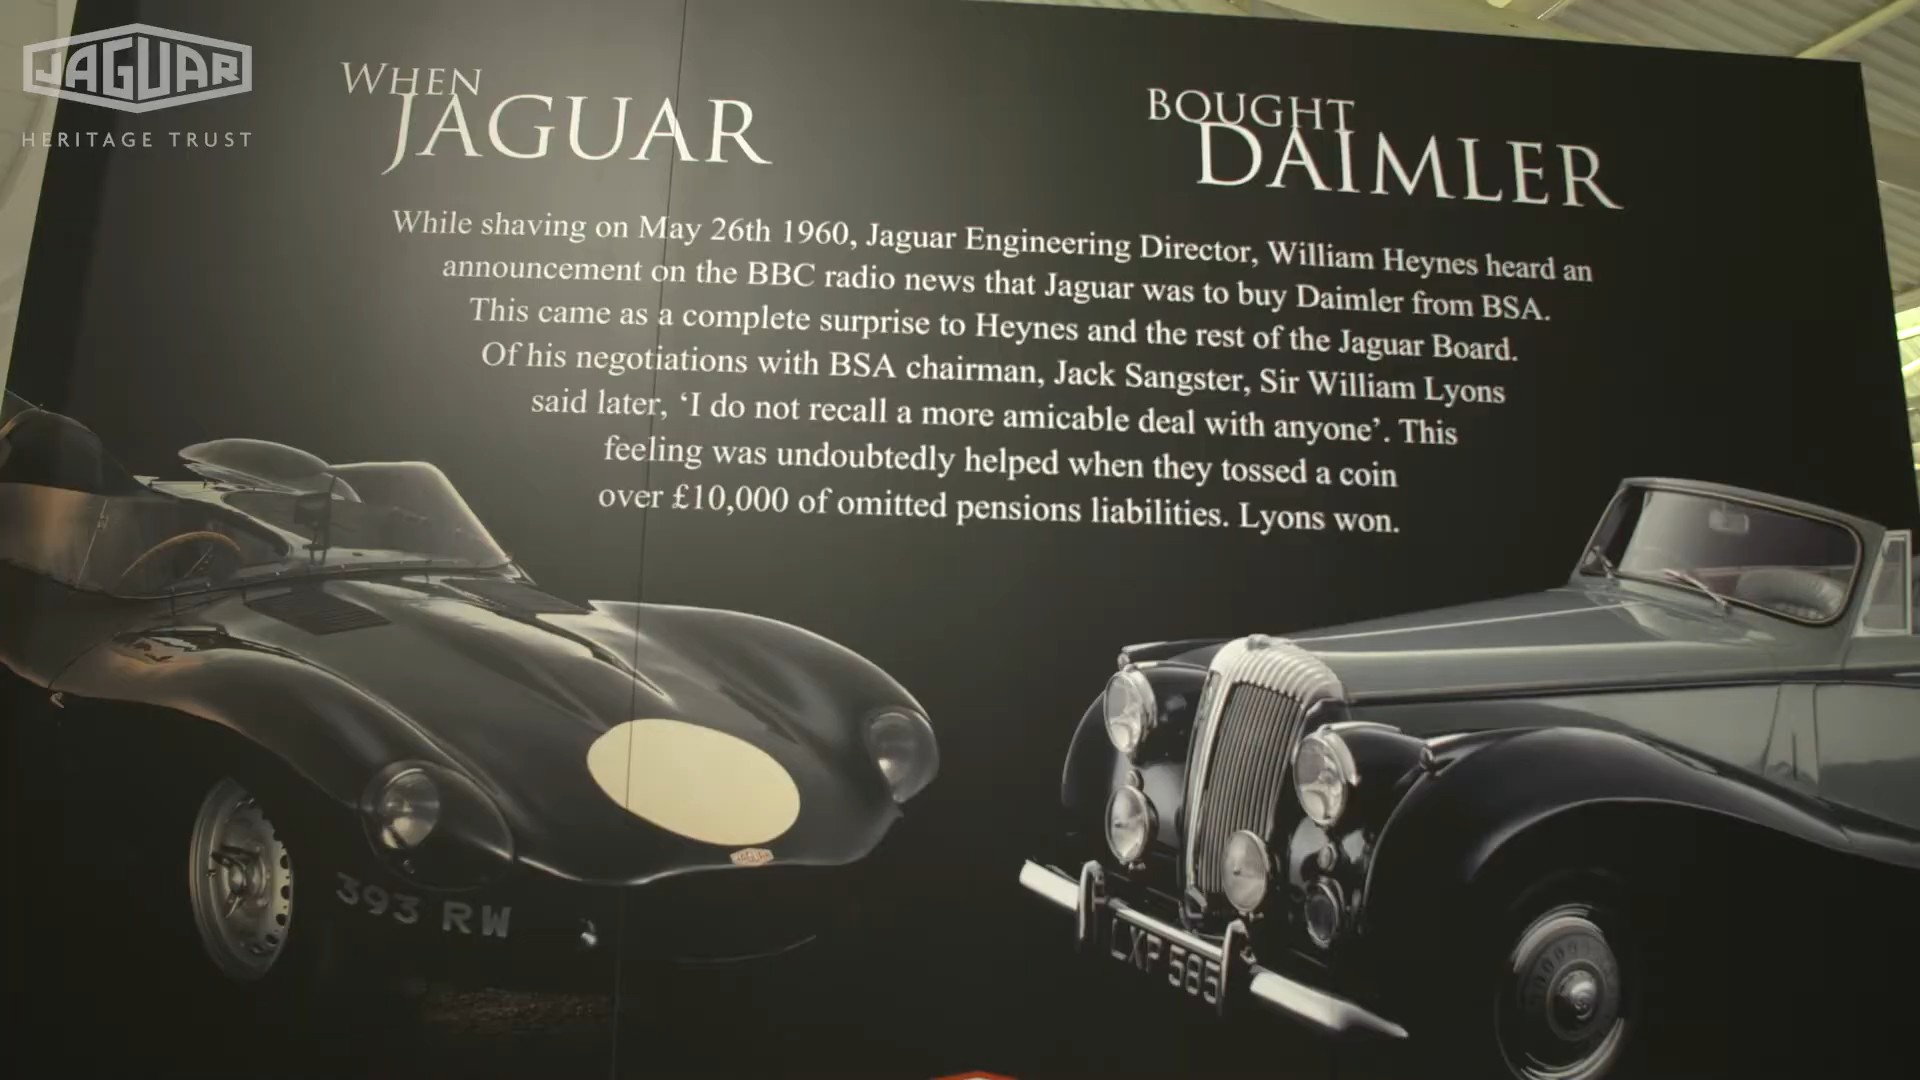 JAGUAR
HERITAGE TRUST
WHEN
JAGUAR
BOUGHT
DAIMLER
While shaving on May 26th 1960, Jaguar Engineering Director, William Heynes heard an
announcement on the BBC radio news that Jaguar was to buy Daimler from BSA.
This came as a complete surprise to Heynes and the rest of the Jaguar Board.
Of his negotiations with BSA chairman, Jack Sangster, Sir William Lyons
said later, ‘I do not recall a more amicable deal with anyone’. This
feeling was undoubtedly helped when they tossed a coin
over £10,000 of omitted pensions liabilities. Lyons won.
JAGUAR
393 RW
LXP 585